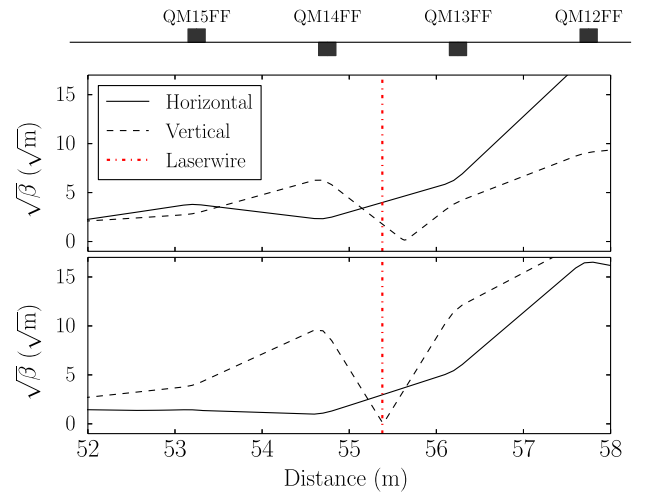 QM15FF QM14FF QM13FF QM12FF
15
10
5
0
√β (√m)
Horizontal
Vertical
Laserwire
15
10
5
0
√β (√m)
52 53 54 55 56 57 58
Distance (m)